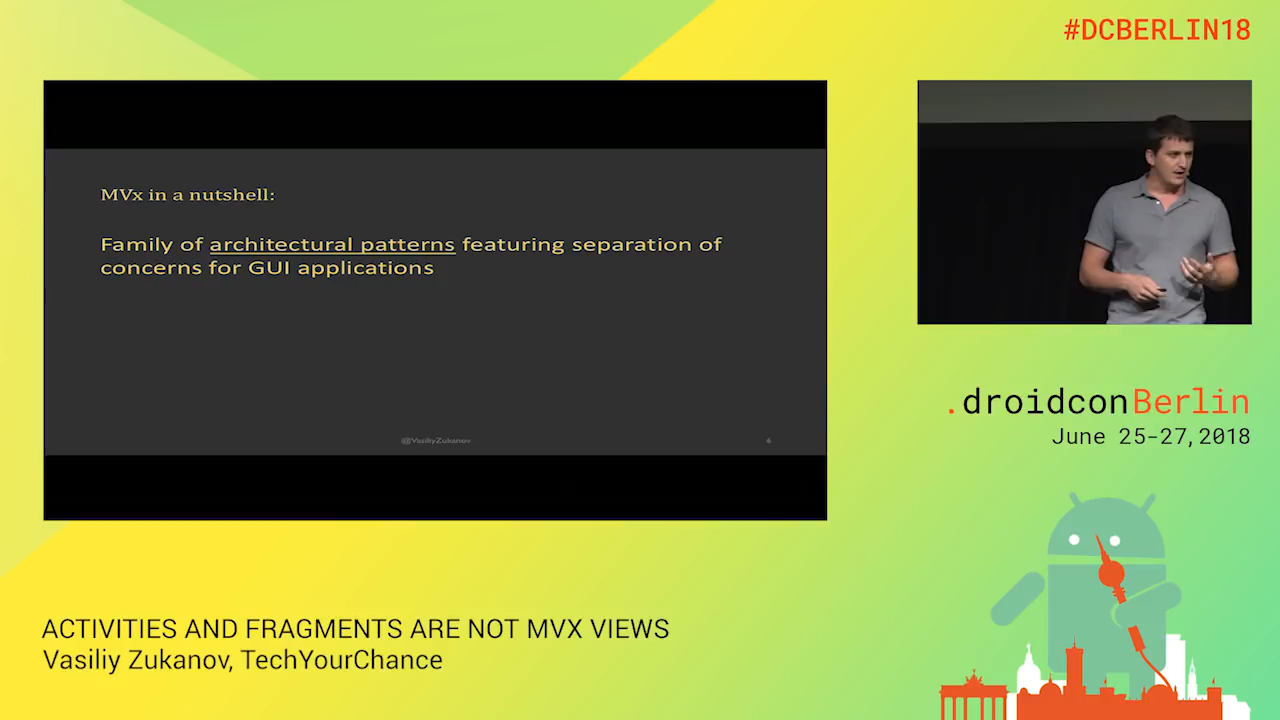 #DCBERLIN18
MVx in a nutshell:
Family of architectural patterns featuring separation of
concerns for GUI applications
@VasiliyZukanov
6
.droidconBerlin
June 25-27,2018
ACTIVITIES AND FRAGMENTS ARE NOT MVX VIEWS
Vasiliy Zukanov, TechYourChance